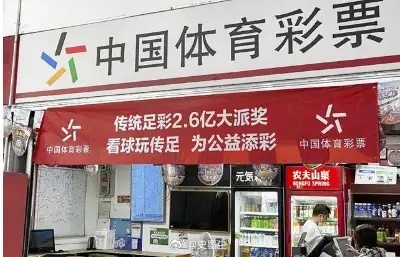 中国体育彩票
传统足彩2.6亿大派奖
看球玩传足 为公益添彩
中国体育彩票
中国体育彩票
元気
农夫山泉
NONGFU SPRING